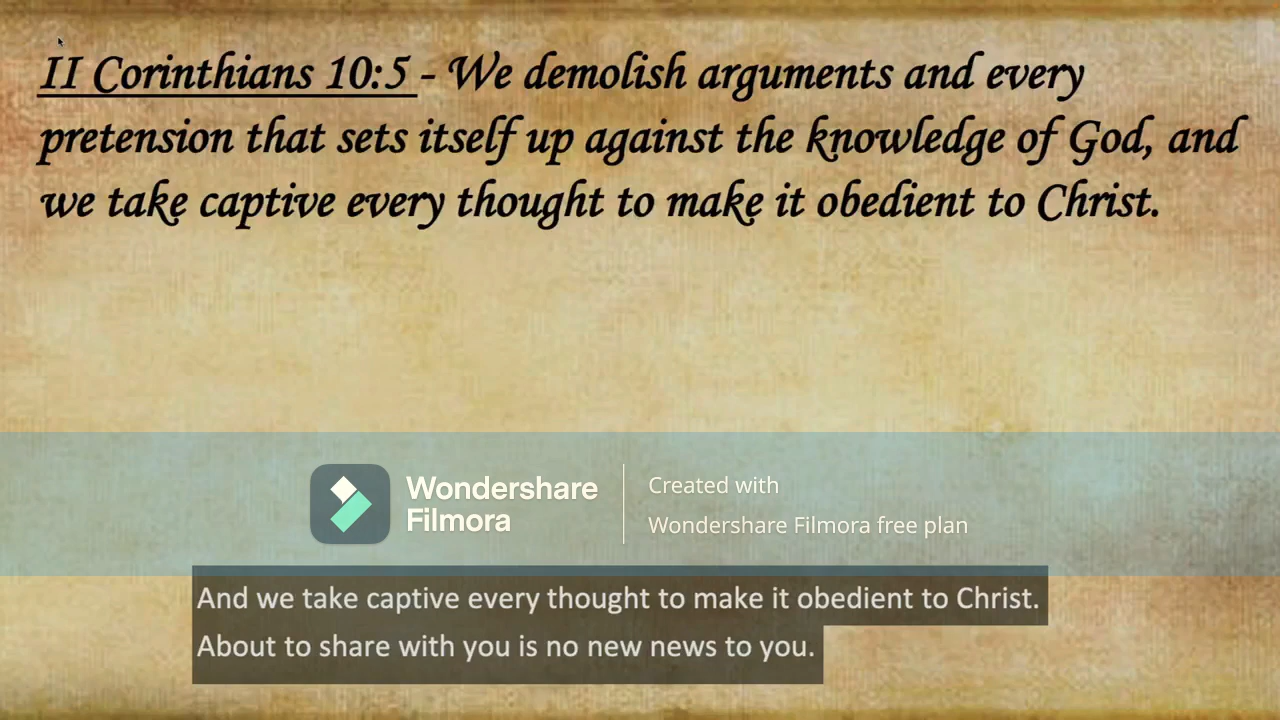 II Corinthians 10:5 - We demolish arguments and every
pretension that sets itself up against the knowledge of God, and
we take captive every thought to make it obedient to Christ.
Wondershare
Filmora
Created with
Wondershare Filmora free plan
And we take captive every thought to make it obedient to Christ.
About to share with you is no new news to you.